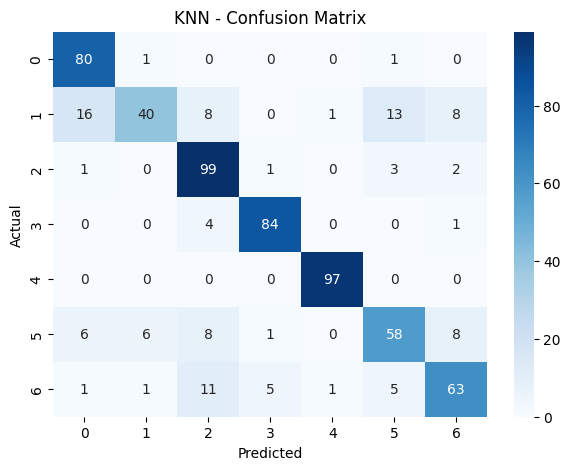 KNN - Confusion Matrix
0 80 1 0 0 0 1 0
1 16 40 8 0 1 13 8
2 1 0 99 1 0 3 2
3 0 0 4 84 0 0 1
4 0 0 0 0 97 0 0
5 6 6 8 1 0 58 8
6 1 1 11 5 1 5 63
0 1 2 3 4 5 6
Predicted
Actual
80
60
40
20
0